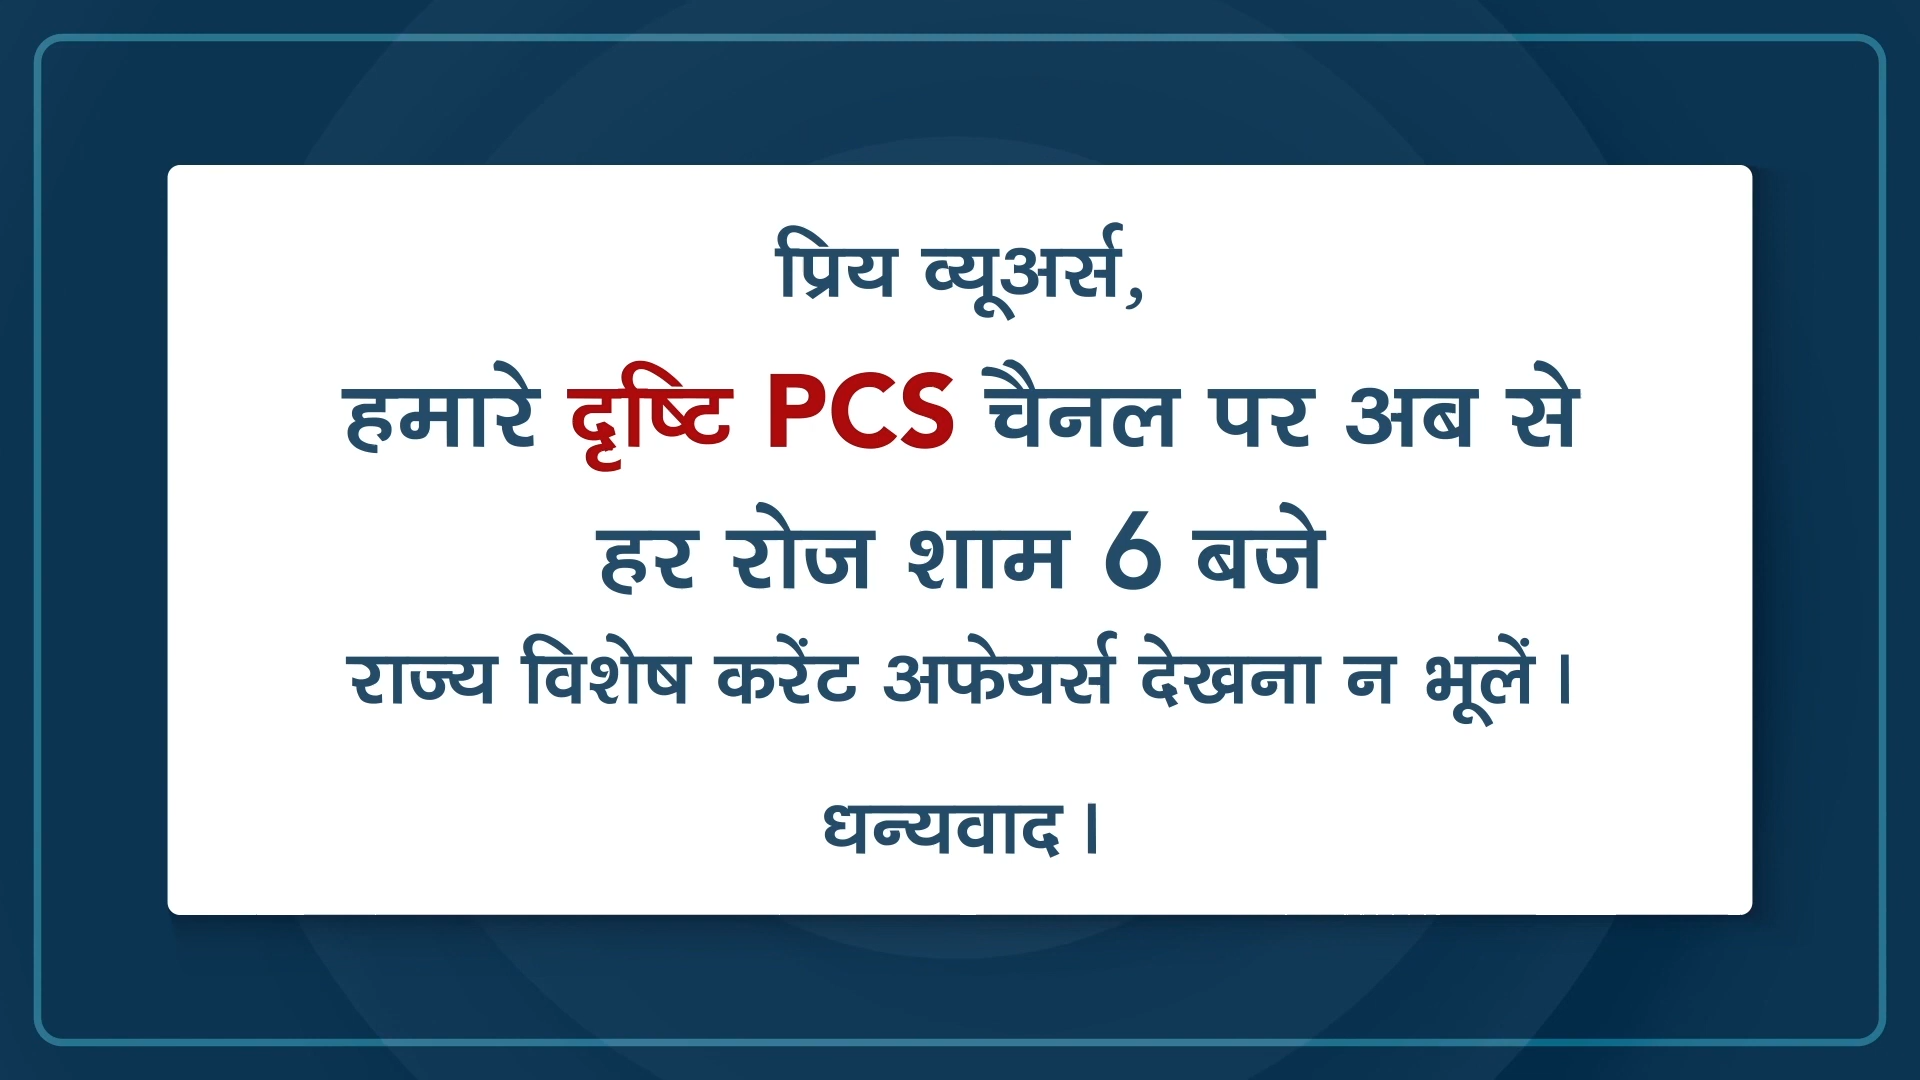 प्रिय व्यूअर्स,
हमारे दृष्टि PCS चैनल पर अब से
हर रोज शाम 6 बजे
राज्य विशेष करेंट अफेयर्स देखना न भूलें।
धन्यवाद।